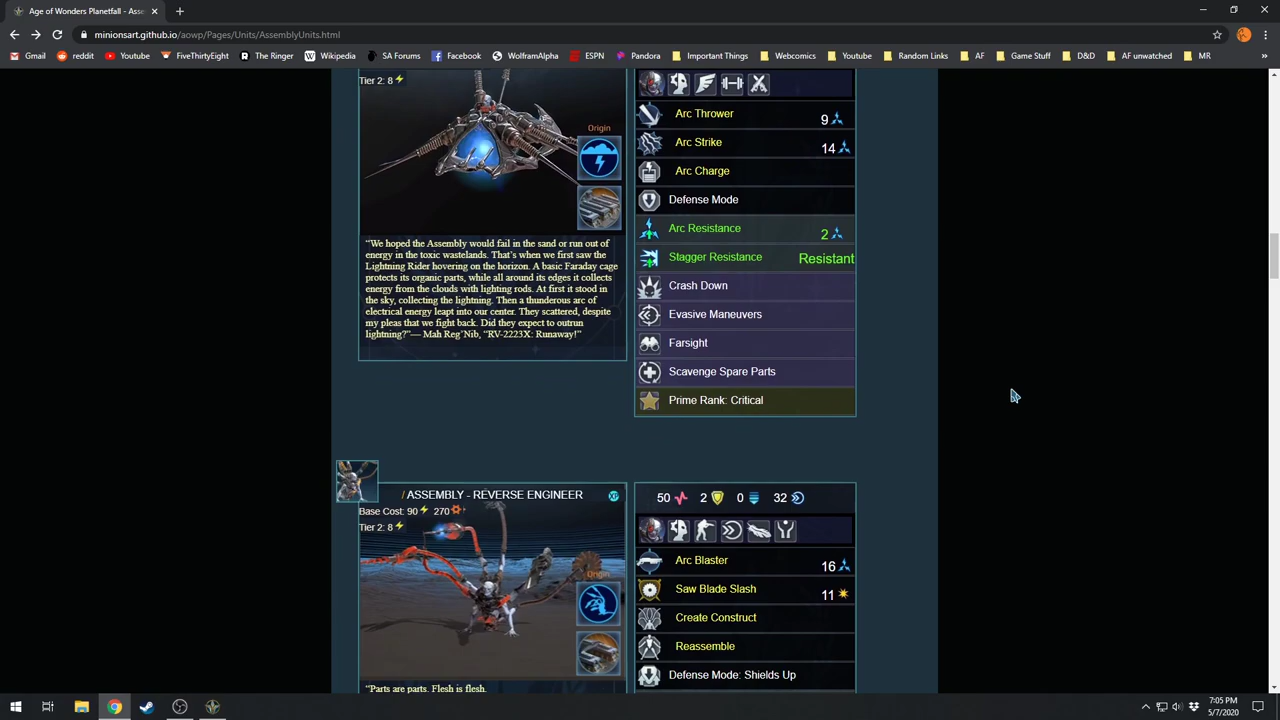 Age of Wonders Planetfall - Assem
minionsart.github.io/aowp/Pages/Units/AssemblyUnits.html
Gmail
reddit
Youtube
FiveThirtyEight
The Ringer
Wikipedia
SA Forums
Facebook
WolframAlpha
ESPN
Pandora
Important Things
Webcomics
Youtube
Random Links
AF
Game Stuff
D&D
AF unwatched
MR
Tier 2: 8
Origin
“We hoped the Assembly would fail in the sand or run out of
energy in the toxic wastelands. That’s when we first saw the
Lightning Rider hovering on the horizon. A basic Faraday cage
protects its organic parts, while all around its edges it collects
energy from the clouds with lighting rods. At first it stood in
the sky, collecting the lightning. Then a thunderous arc of
electrical energy leapt into our center. They scattered, despite
my pleas that we fight back. Did they expect to outrun
lightning?”— Mah Reg’Nib, “RV-2223X: Runaway!”
Arc Thrower 9
Arc Strike 14
Arc Charge
Defense Mode
Arc Resistance 2
Stagger Resistance Resistant
Crash Down
Evasive Maneuvers
Farsight
Scavenge Spare Parts
Prime Rank: Critical
/ ASSEMBLY - REVERSE ENGINEER
Base Cost: 90 270
Tier 2: 8
Origin
“Parts are parts. Flesh is flesh.
50 2 0 32
Arc Blaster 16
Saw Blade Slash 11
Create Construct
Reassemble
Defense Mode: Shields Up
7:05 PM
5/7/2020